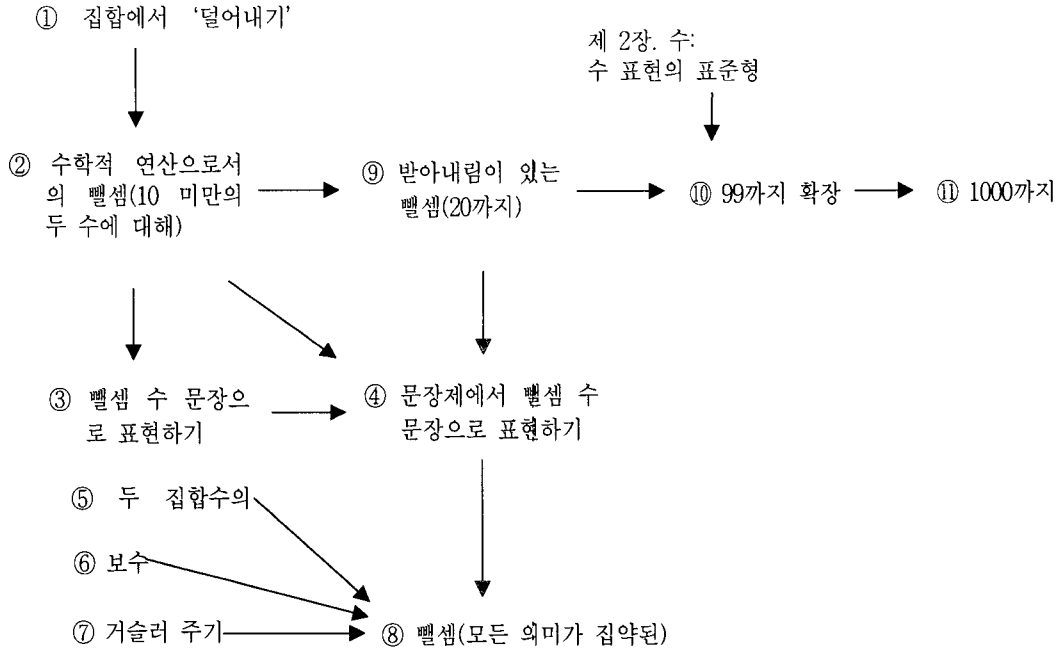 ① 집합에서 ‘덜어내기’
제 2장. 수:
수 표현의 표준형
② 수학적 연산으로서
의 뺄셈(10 미만의
두 수에 대해)
⑨ 받아내림이 있는
뺄셈(20까지)
⑩ 99까지 확장
⑪ 1000까지
③ 뺄셈 수 문장으
로 표현하기
④ 문장제에서 뺄셈 수
문장으로 표현하기
⑤ 두 집합수의
⑥ 보수
⑦ 거슬러 주기
⑧ 뺄셈(모든 의미가 집약된)